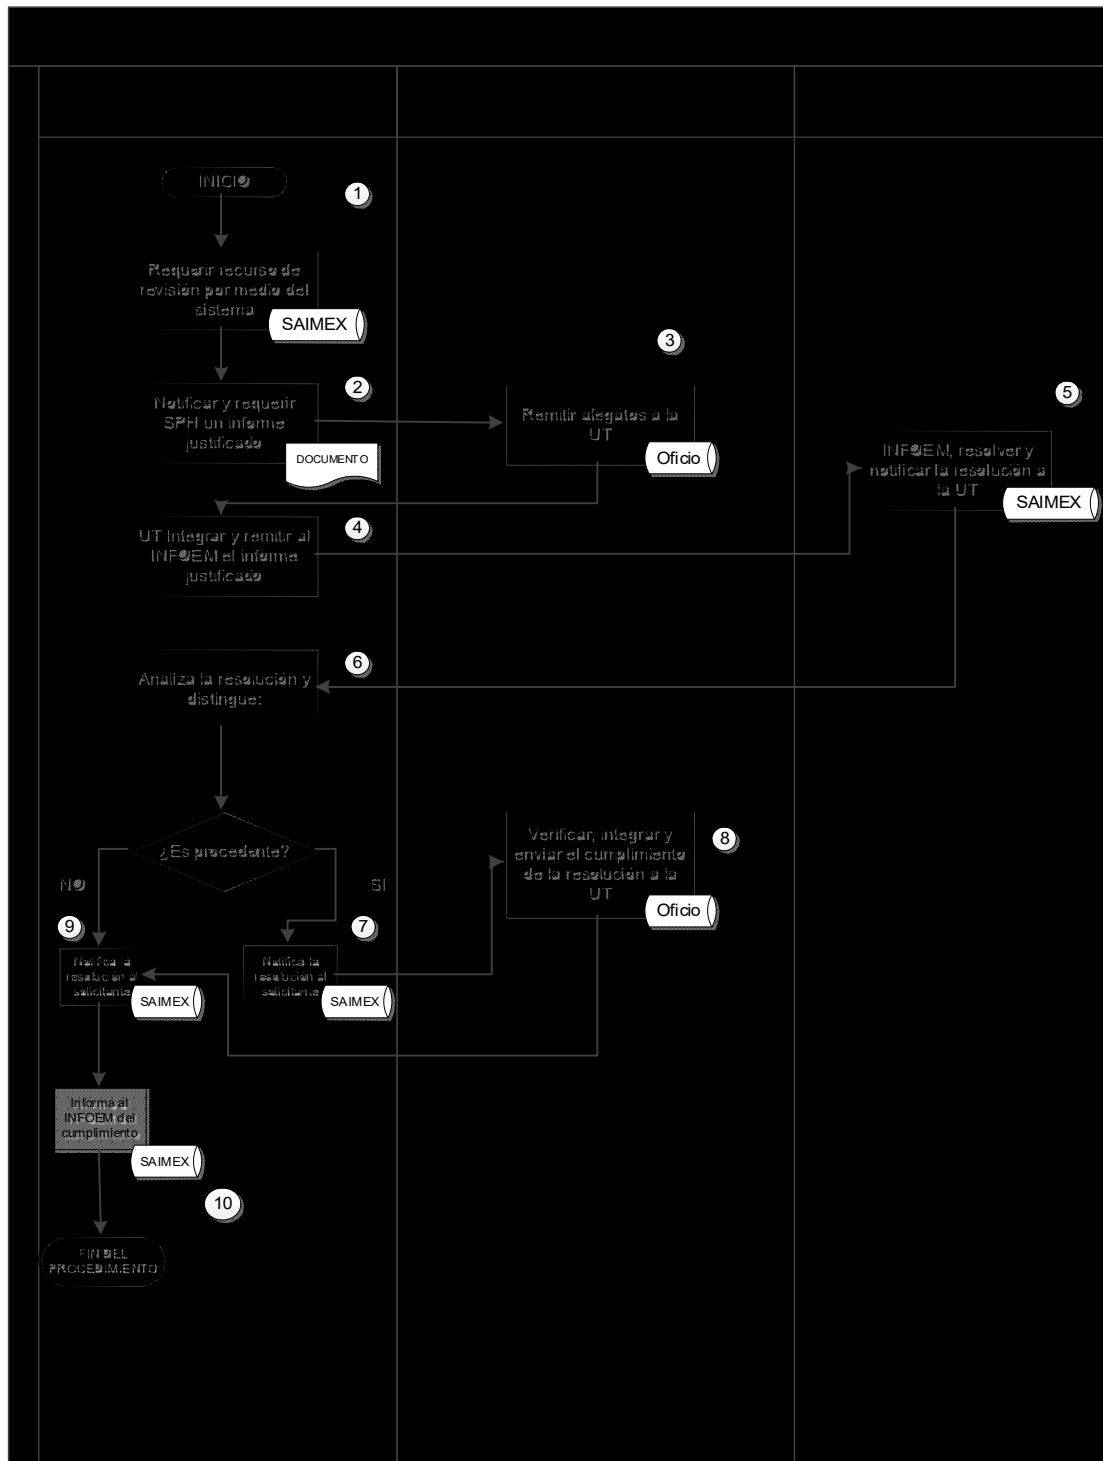 INICIO
1
Requerir recurso de
revisión por medio del
sistema
SAIMEX
2
Notificar y requerir
SPH un informe
justificado
DOCUMENTO
3
Remitir alegatos a la
UT
Oficio
4
UT Integrar y remitir al
INFOEM el informe
justificado
5
INFOEM, resolver y
notificar la resolución a
la UT
SAIMEX
6
Analiza la resolución y
distingue:
¿Es procedente?
NO
SI
7
Notifica la
resolución al
solicitante
SAIMEX
8
Verificar, integrar y
enviar el cumplimiento
de la resolución a la
UT
Oficio
9
Notifica la
resolución al
solicitante
SAIMEX
Informa al
INFOEM del
cumplimiento
SAIMEX
10
FIN DEL
PROCEDIMIENTO